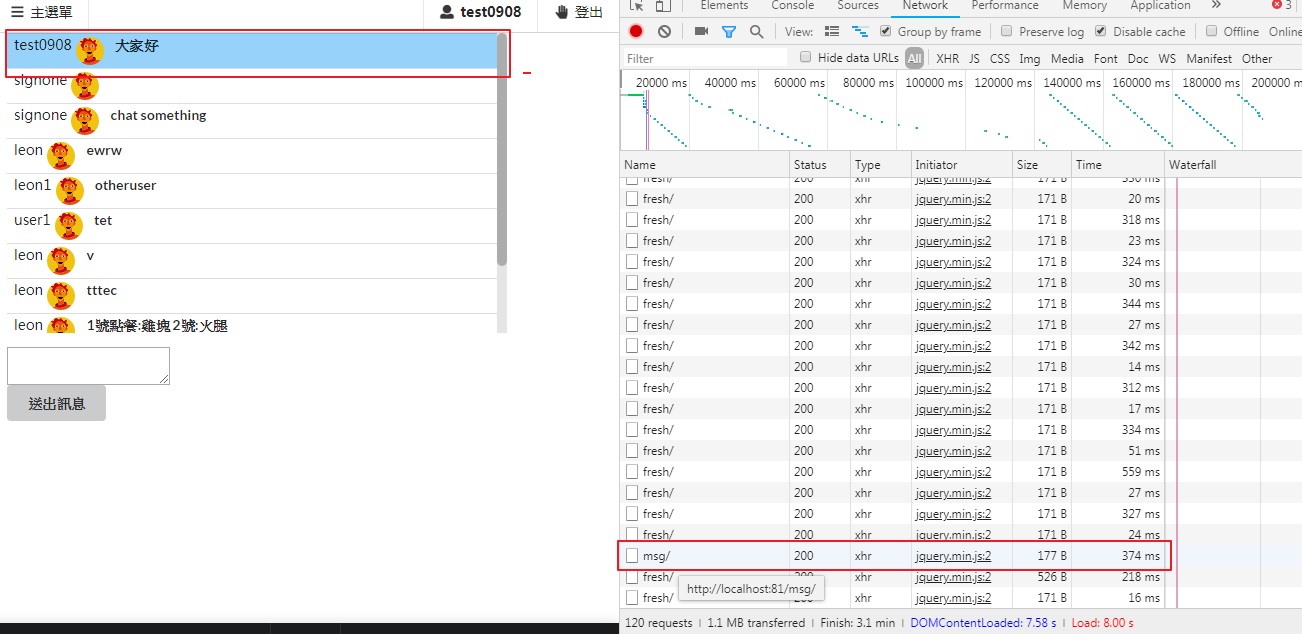 ☰ 主選單 test0908 登出
test0908 大家好
signone
signone chat something
leon ewrw
leon1 otheruser
user1 tet
leon v
leon tttec
leon 1號點餐:雞塊2號:火腿
送出訊息
Elements Console Sources Network Performance Memory Application » 3
View: Group by frame Preserve log Disable cache Offline Online
Filter Hide data URLs All XHR JS CSS Img Media Font Doc WS Manifest Other
20000 ms 40000 ms 60000 ms 80000 ms 100000 ms 120000 ms 140000 ms 160000 ms 180000 ms 200000 m
Name Status Type Initiator Size Time Waterfall
fresh/ 200 xhr jquery.min.js:2 171 B 330 ms
fresh/ 200 xhr jquery.min.js:2 171 B 20 ms
fresh/ 200 xhr jquery.min.js:2 171 B 318 ms
fresh/ 200 xhr jquery.min.js:2 171 B 23 ms
fresh/ 200 xhr jquery.min.js:2 171 B 324 ms
fresh/ 200 xhr jquery.min.js:2 171 B 30 ms
fresh/ 200 xhr jquery.min.js:2 171 B 344 ms
fresh/ 200 xhr jquery.min.js:2 171 B 27 ms
fresh/ 200 xhr jquery.min.js:2 171 B 342 ms
fresh/ 200 xhr jquery.min.js:2 171 B 14 ms
fresh/ 200 xhr jquery.min.js:2 171 B 312 ms
fresh/ 200 xhr jquery.min.js:2 171 B 17 ms
fresh/ 200 xhr jquery.min.js:2 171 B 334 ms
fresh/ 200 xhr jquery.min.js:2 171 B 51 ms
fresh/ 200 xhr jquery.min.js:2 171 B 559 ms
fresh/ 200 xhr jquery.min.js:2 171 B 27 ms
fresh/ 200 xhr jquery.min.js:2 171 B 327 ms
fresh/ 200 xhr jquery.min.js:2 171 B 24 ms
msg/ 200 xhr jquery.min.js:2 177 B 374 ms
fresh/ 200 xhr jquery.min.js:2 526 B 218 ms
http://localhost:81/msg/
fresh/ xhr jquery.min.js:2 171 B 16 ms
120 requests | 1.1 MB transferred | Finish: 3.1 min | DOMContentLoaded: 7.58 s | Load: 8.00 s